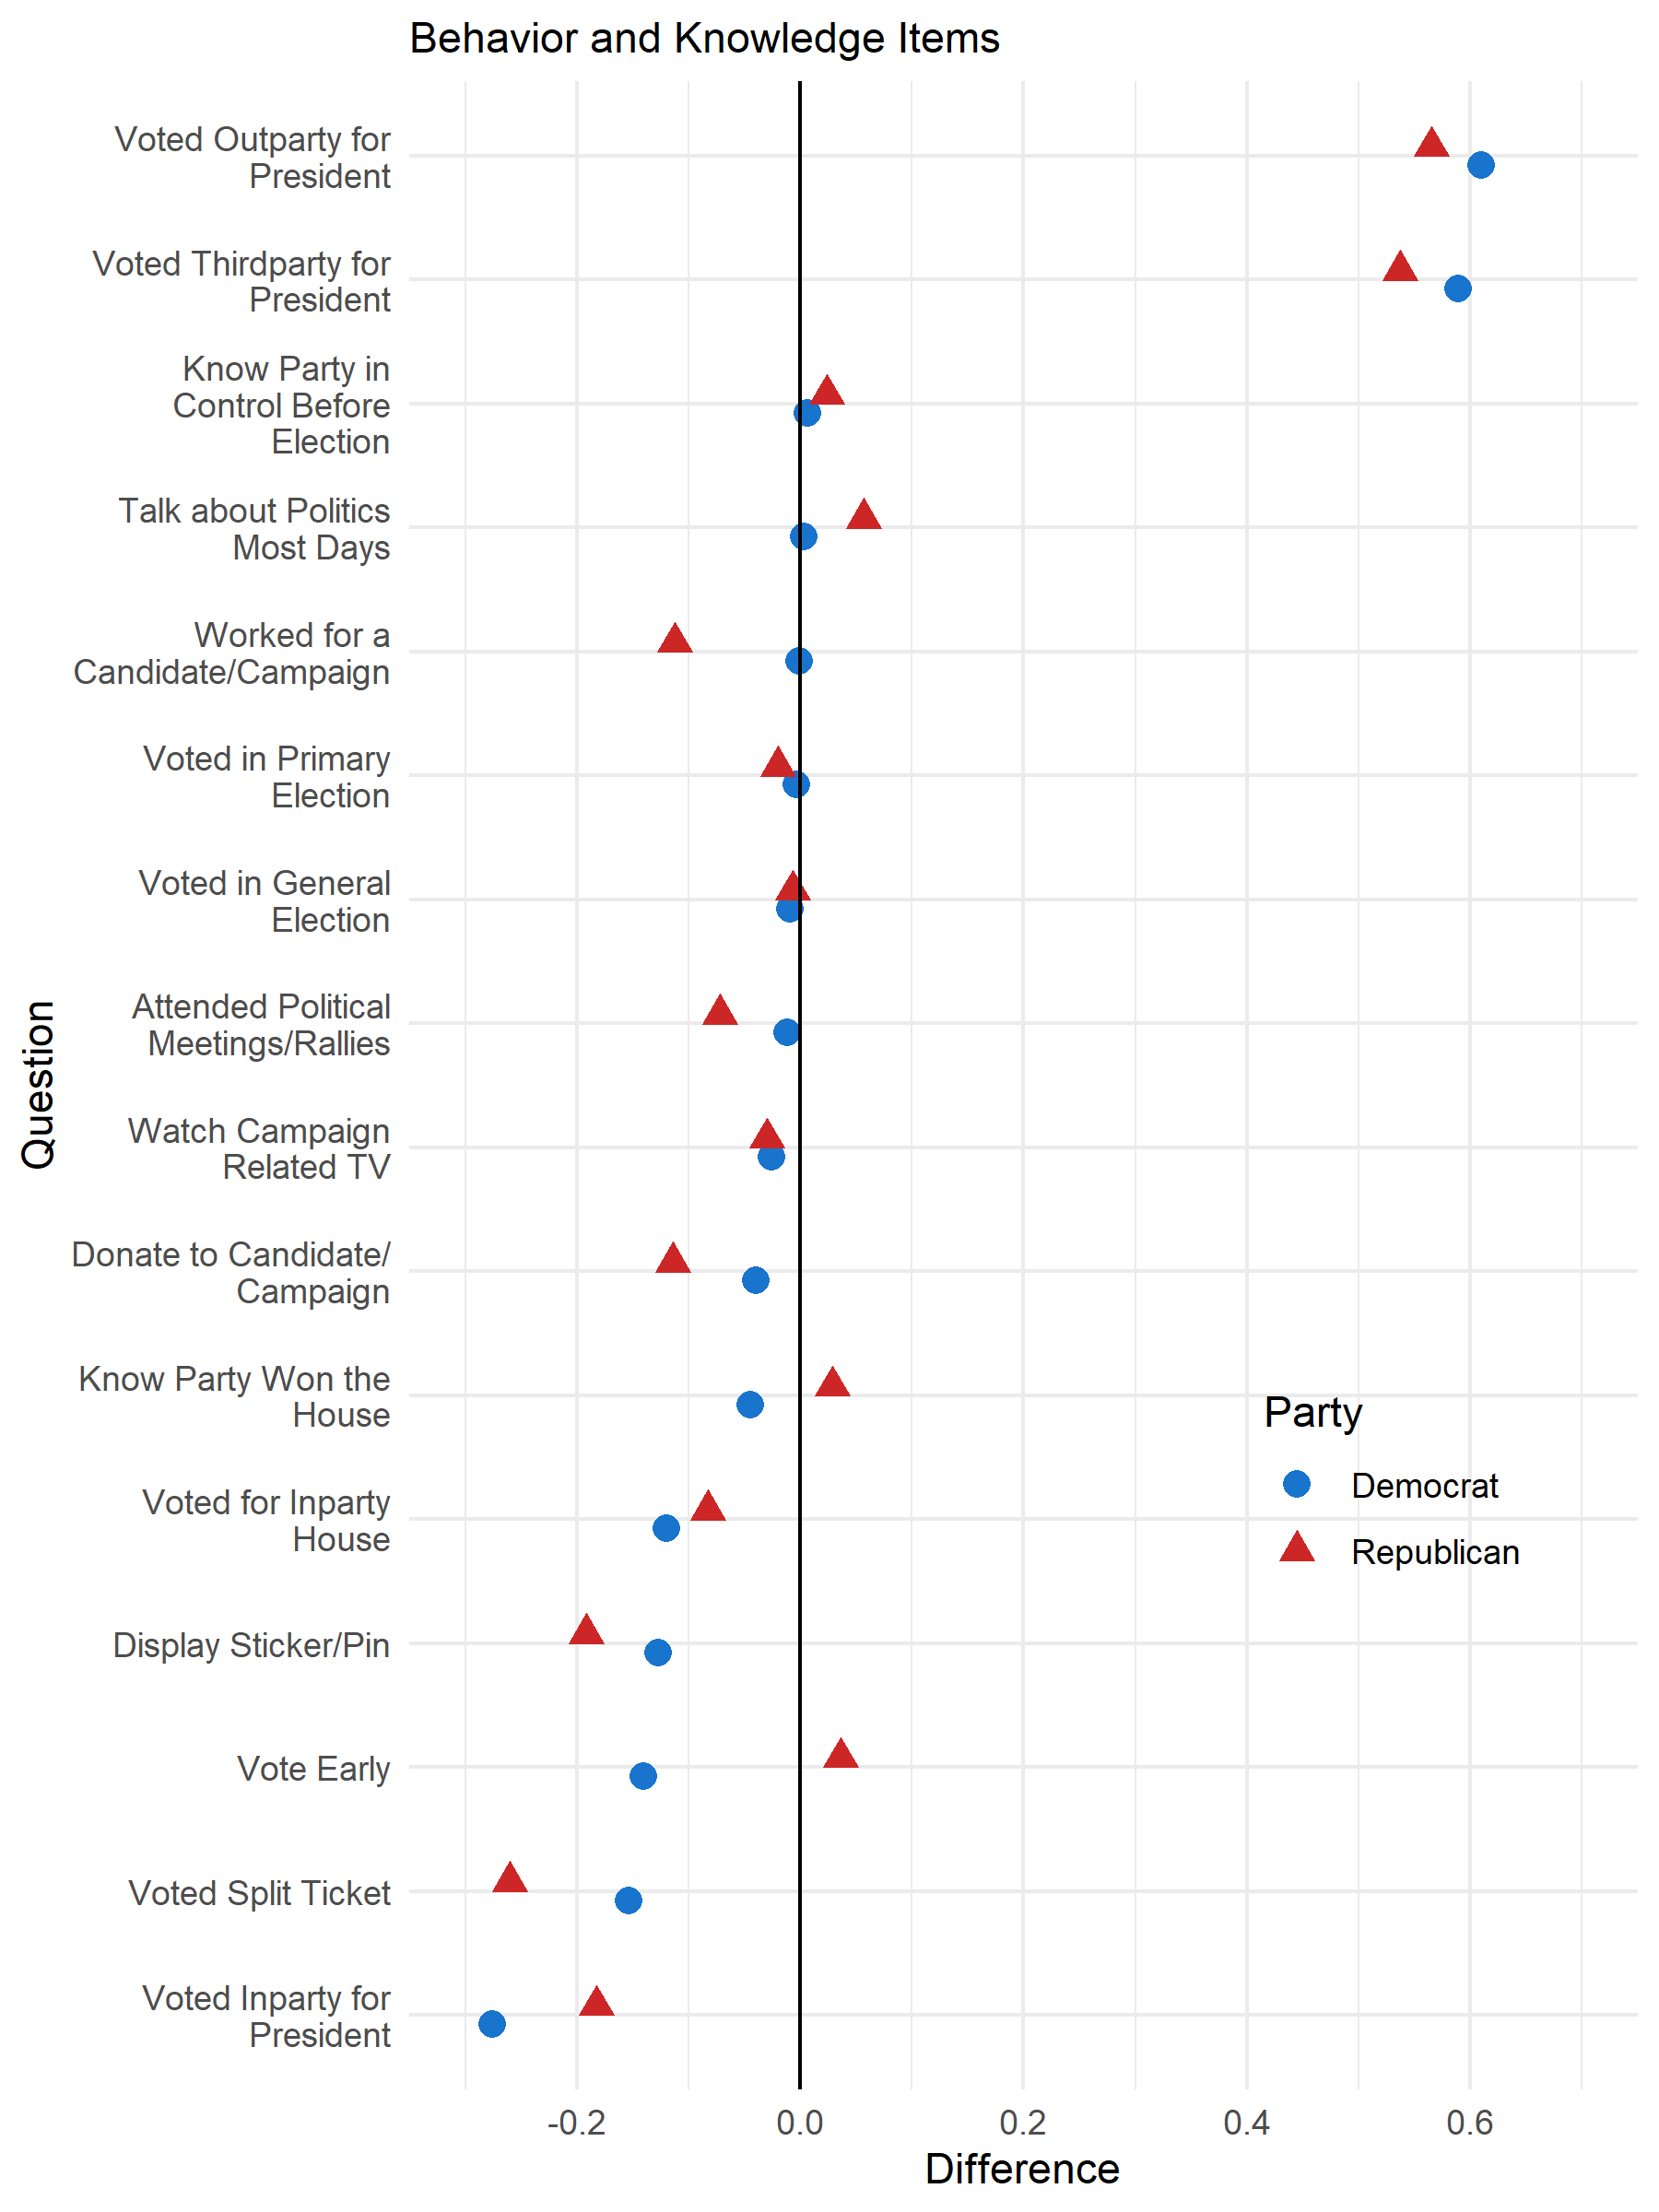 Behavior and Knowledge Items
Voted Outparty for
President
Voted Thirdparty for
President
Know Party in
Control Before
Election
Talk about Politics
Most Days
Worked for a
Candidate/Campaign
Voted in Primary
Election
Voted in General
Election
Attended Political
Meetings/Rallies
Watch Campaign
Related TV
Donate to Candidate/
Campaign
Know Party Won the
House
Voted for Inparty
House
Display Sticker/Pin
Vote Early
Voted Split Ticket
Voted Inparty for
President
Question
Party
Democrat
Republican
-0.2 0.0 0.2 0.4 0.6
Difference